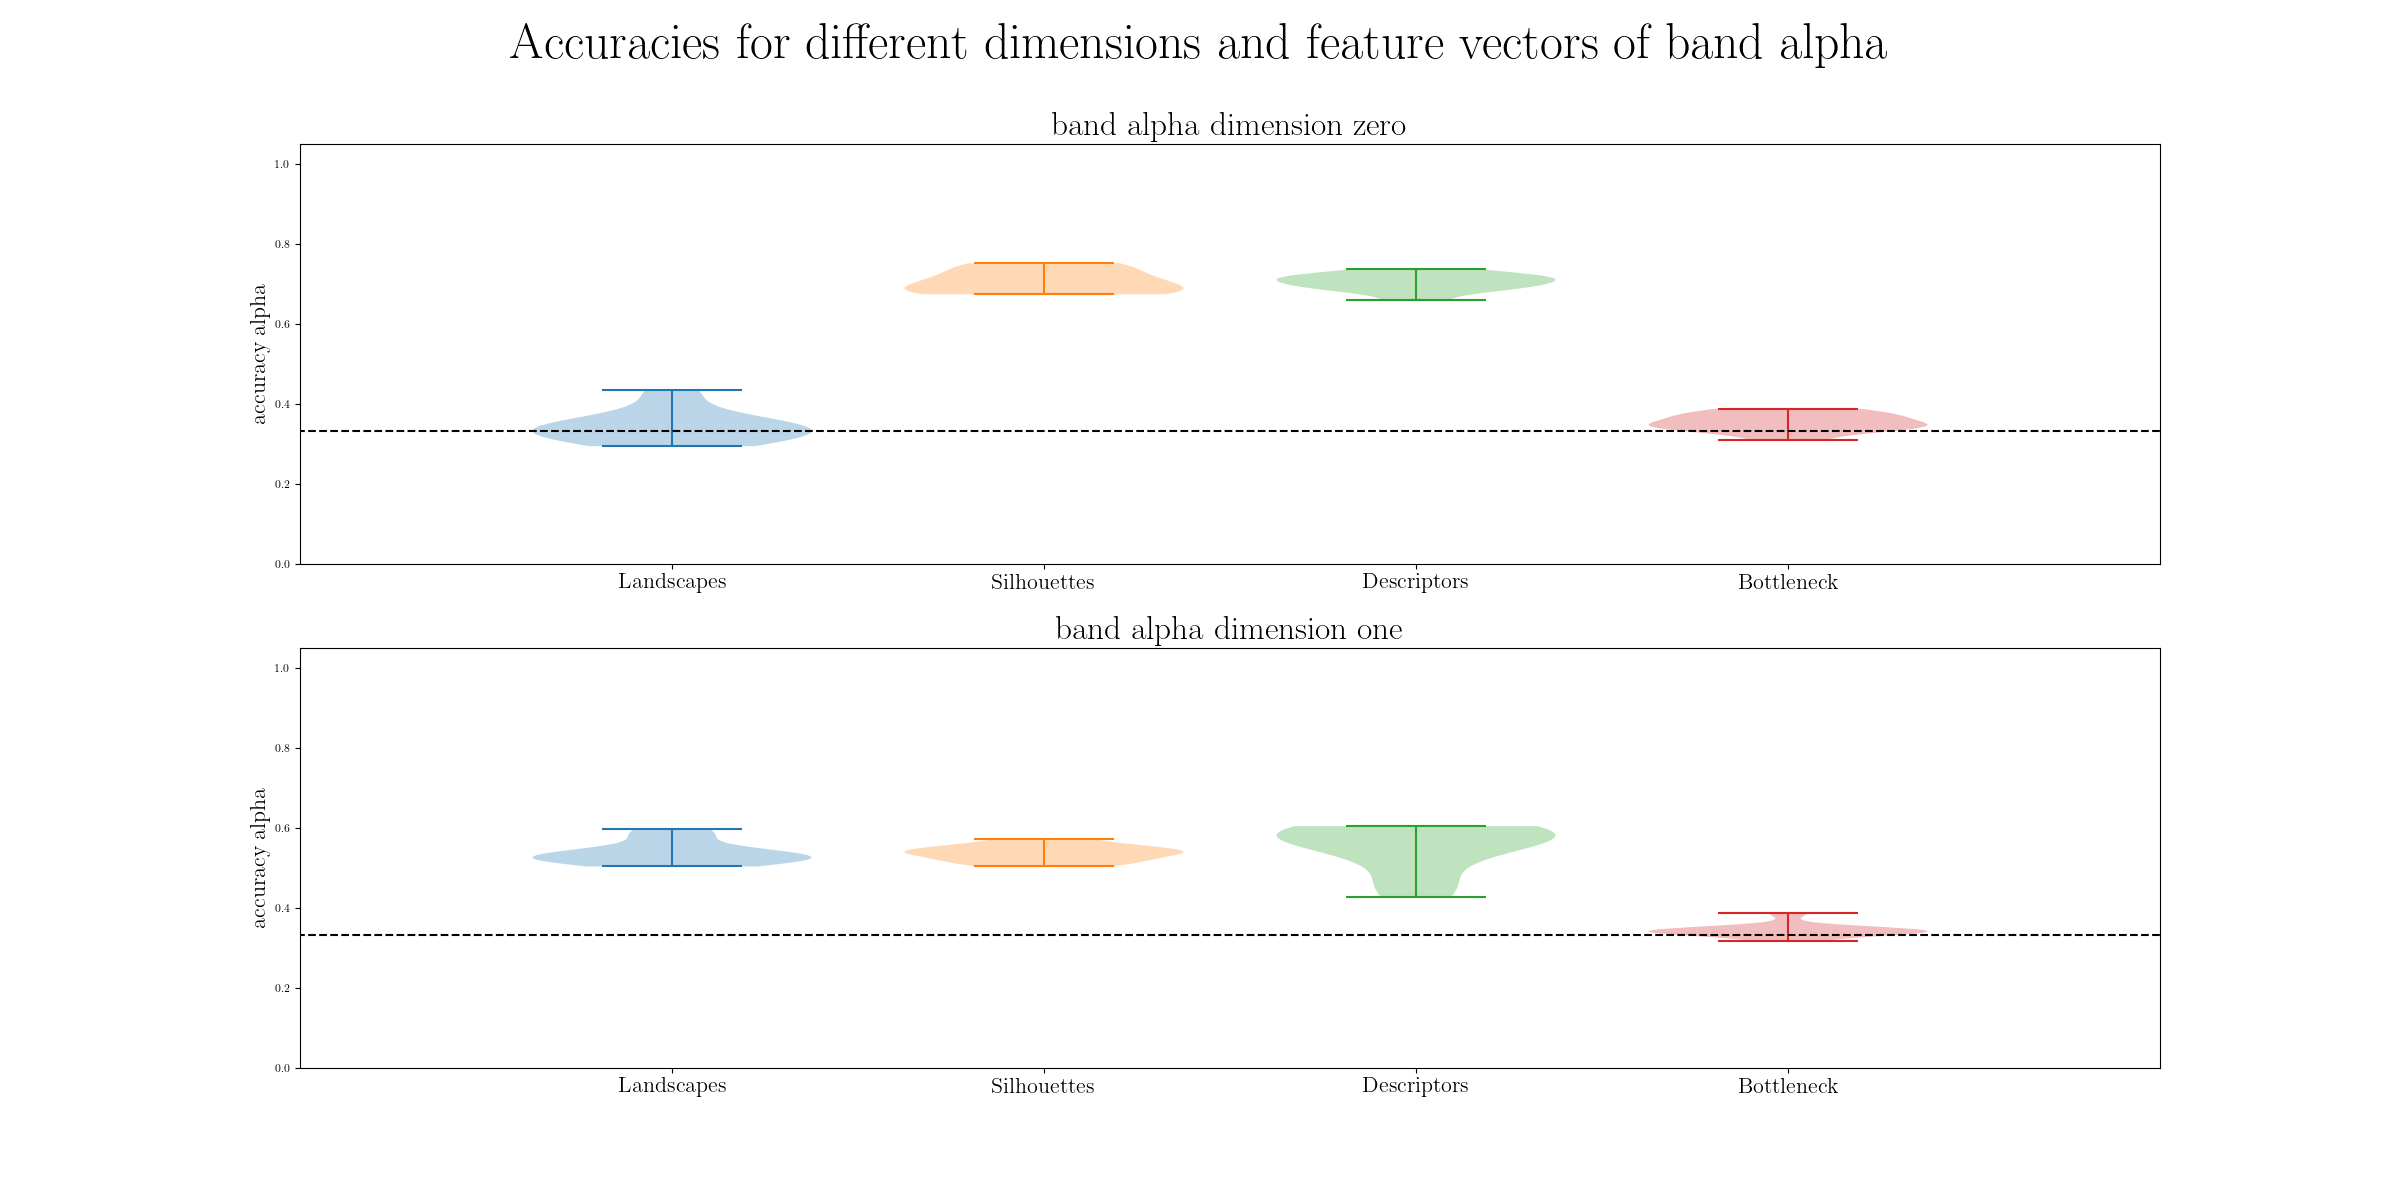 Accuracies for different dimensions and feature vectors of band alpha
band alpha dimension zero
accuracy alpha
1.0
0.8
0.6
0.4
0.2
0.0
Landscapes Silhouettes Descriptors Bottleneck
band alpha dimension one
accuracy alpha
1.0
0.8
0.6
0.4
0.2
0.0
Landscapes Silhouettes Descriptors Bottleneck